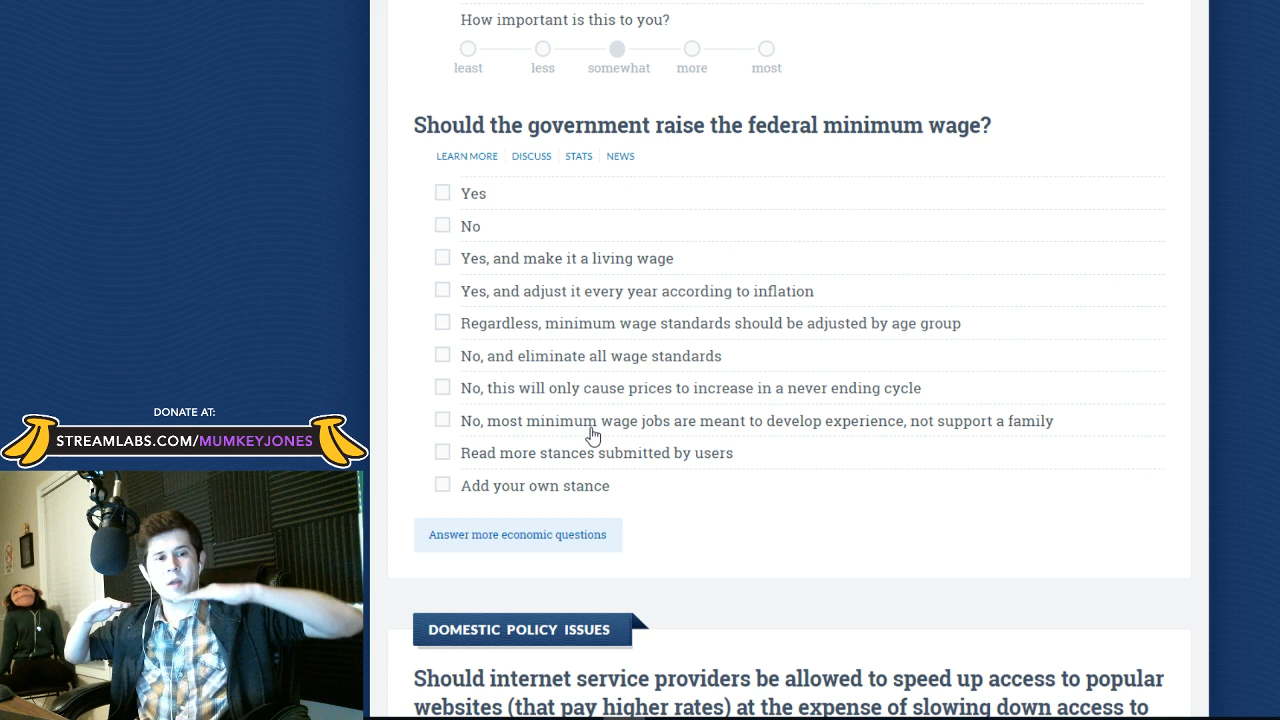 How important is this to you?
least less somewhat more most
Should the government raise the federal minimum wage?
LEARN MORE DISCUSS STATS NEWS
Yes
No
Yes, and make it a living wage
Yes, and adjust it every year according to inflation
Regardless, minimum wage standards should be adjusted by age group
No, and eliminate all wage standards
No, this will only cause prices to increase in a never ending cycle
No, most minimum wage jobs are meant to develop experience, not support a family
Read more stances submitted by users
Add your own stance
Answer more economic questions
DONATE AT:
STREAMLABS.COM/MUMKEYJONES
DOMESTIC POLICY ISSUES
Should internet service providers be allowed to speed up access to popular
websites (that pay higher rates) at the expense of slowing down access to